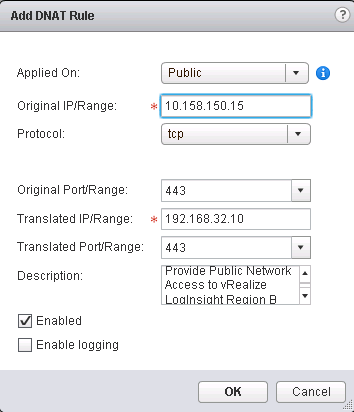 Add DNAT Rule
Applied On: Public
Original IP/Range: * 10.158.150.15
Protocol: tcp
Original Port/Range: 443
Translated IP/Range: * 192.168.32.10
Translated Port/Range: 443
Description: Provide Public Network
Access to vRealize
LogInsight Region B
Enabled
Enable logging
OK Cancel